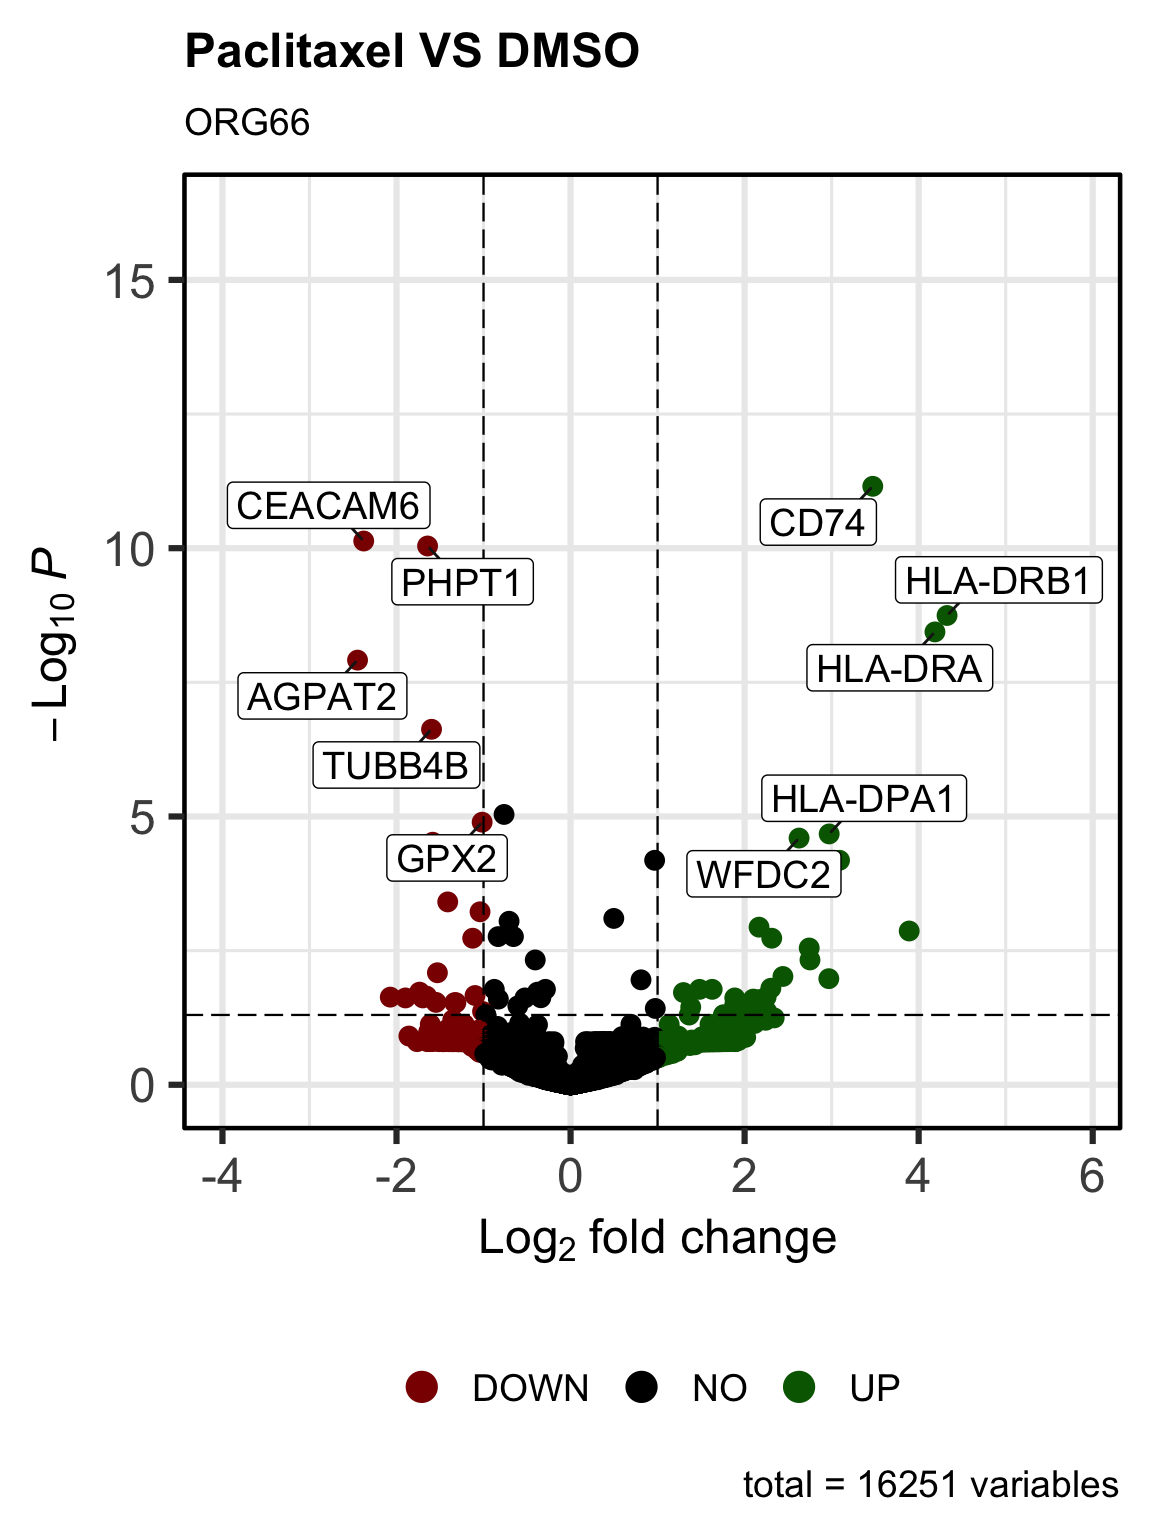 Paclitaxel VS DMSO
ORG66
15
10
5
0
−Log10 P
CEACAM6
PHPT1
AGPAT2
TUBB4B
GPX2
CD74
HLA-DRB1
HLA-DRA
HLA-DPA1
WFDC2
-4 -2 0 2 4 6
Log2 fold change
DOWN NO UP
total = 16251 variables